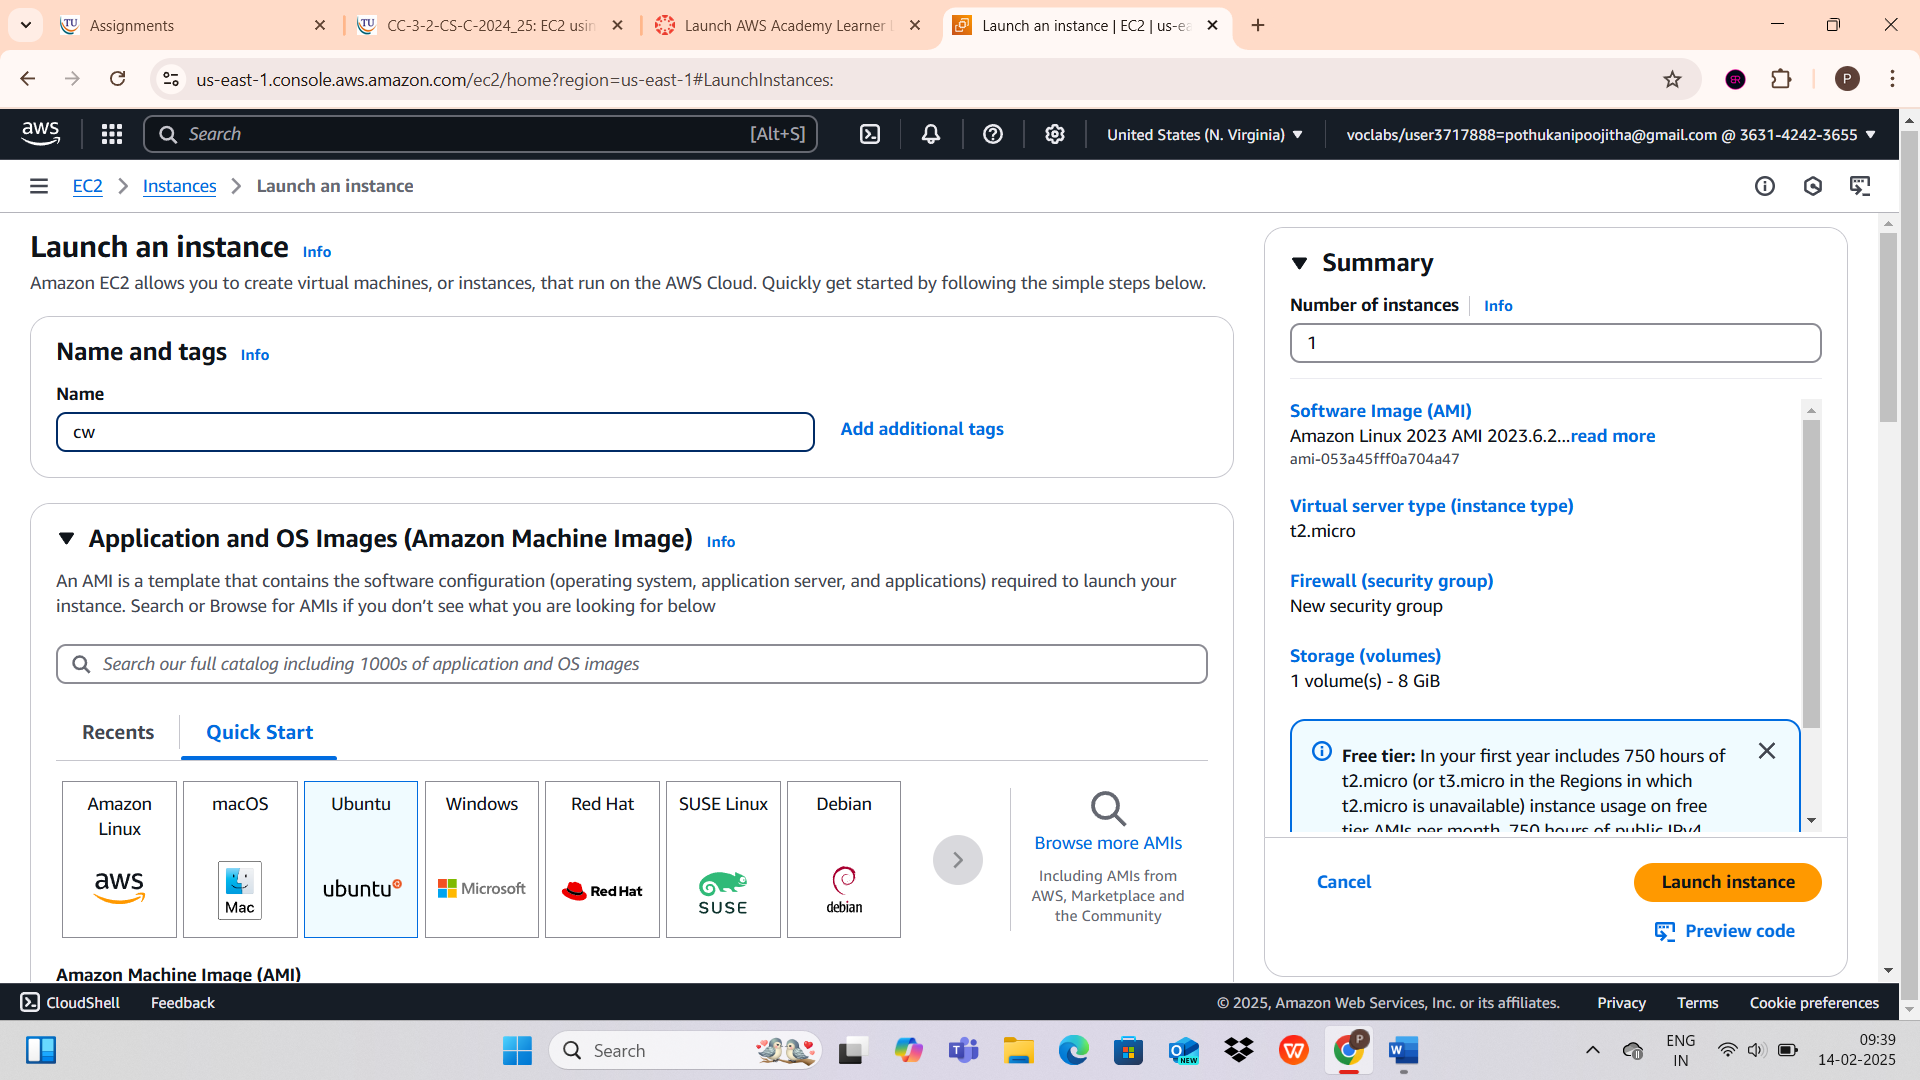 Assignments
CC-3-2-CS-C-2024_25: EC2 usin
Launch AWS Academy Learner L
Launch an instance | EC2 | us-ea
us-east-1.console.aws.amazon.com/ec2/home?region=us-east-1#LaunchInstances:
P
aws
Search
[Alt+S]
United States (N. Virginia)
voclabs/user3717888=pothukanipoojitha@gmail.com @ 3631-4242-3655
EC2
Instances
Launch an instance
Launch an instance Info
Amazon EC2 allows you to create virtual machines, or instances, that run on the AWS Cloud. Quickly get started by following the simple steps below.
Name and tags Info
Name
cw
Add additional tags
Application and OS Images (Amazon Machine Image) Info
An AMI is a template that contains the software configuration (operating system, application server, and applications) required to launch your
instance. Search or Browse for AMIs if you don’t see what you are looking for below
Search our full catalog including 1000s of application and OS images
Recents
Quick Start
Amazon
Linux
aws
macOS
Mac
Ubuntu
ubuntu
Windows
Microsoft
Red Hat
RedHat
SUSE Linux
SUSE
Debian
debian
Browse more AMIs
Including AMIs from
AWS, Marketplace and
the Community
Amazon Machine Image (AMI)
Summary
Number of instances Info
1
Software Image (AMI)
Amazon Linux 2023 AMI 2023.6.2...read more
ami-053a45fff0a704a47
Virtual server type (instance type)
t2.micro
Firewall (security group)
New security group
Storage (volumes)
1 volume(s) - 8 GiB
Free tier: In your first year includes 750 hours of
t2.micro (or t3.micro in the Regions in which
t2.micro is unavailable) instance usage on free
tier AMIs per month, 750 hours of public IPv4
Cancel
Launch instance
Preview code
CloudShell
Feedback
© 2025, Amazon Web Services, Inc. or its affiliates.
Privacy
Terms
Cookie preferences
Search
NEW
P
ENG
IN
09:39
14-02-2025